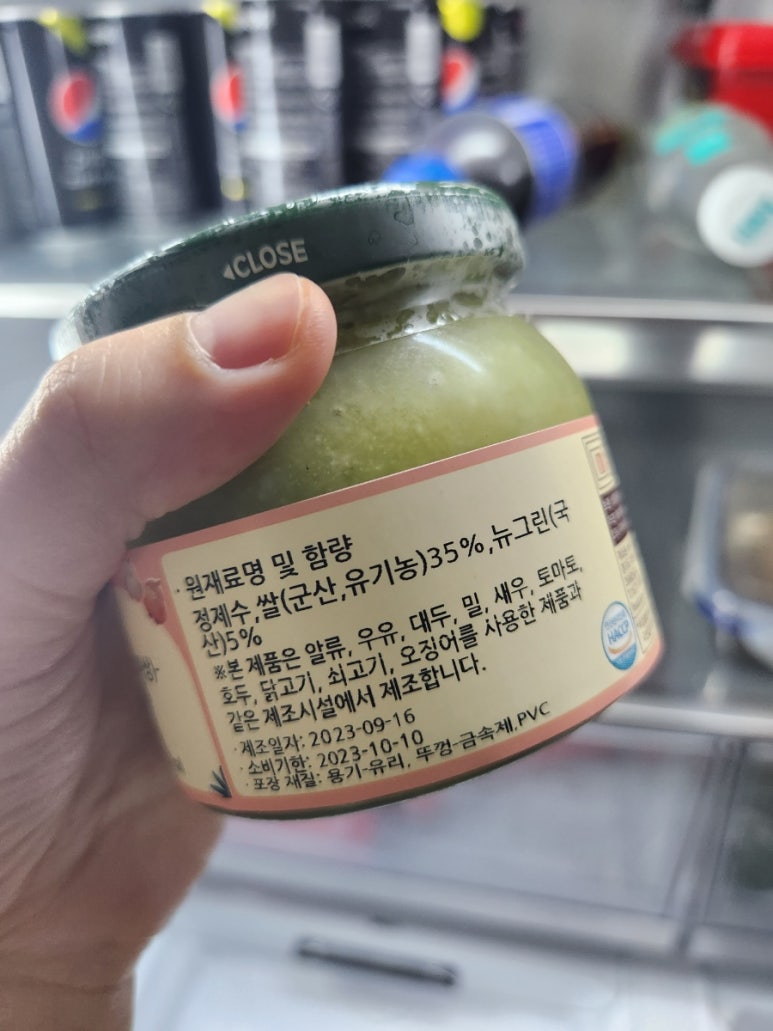 ◀CLOSE
·원재료명 및 함량
정제수,쌀(군산,유기농)35%,뉴그린(국
산)5%
※본 제품은 알류, 우유, 대두, 밀, 새우, 토마토,
호두, 닭고기, 쇠고기, 오징어를 사용한 제품과
같은 제조시설에서 제조합니다.
·제조일자: 2023-09-16
·소비기한: 2023-10-10
·포장 재질: 용기-유리, 뚜껑-금속제,PVC
HACCP